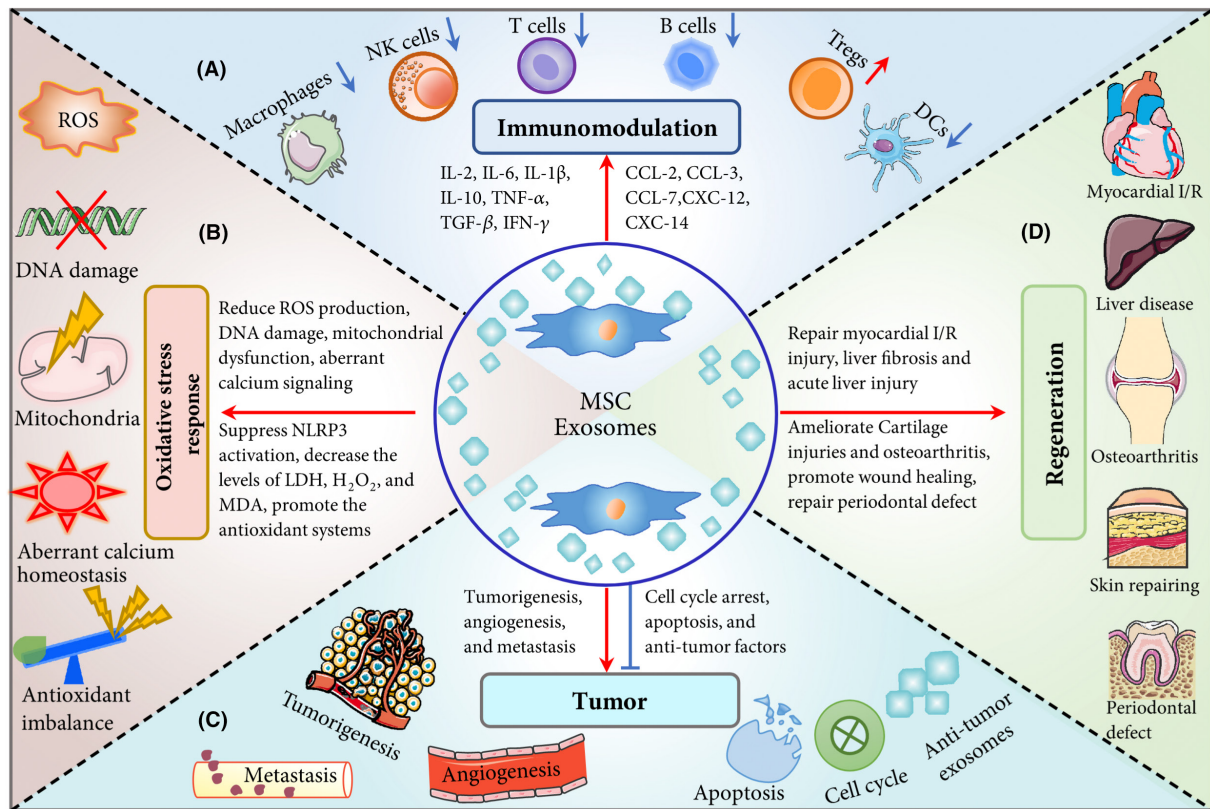 (A)
Macrophages
NK cells
T cells
B cells
Tregs
DCs
Immunomodulation
IL-2, IL-6, IL-1β,
IL-10, TNF-α,
TGF-β, IFN-γ
CCL-2, CCL-3,
CCL-7,CXC-12,
CXC-14
(B)
ROS
DNA damage
Mitochondria
Aberrant calcium
homeostasis
Antioxidant
imbalance
Oxidative stress
response
Reduce ROS production,
DNA damage, mitochondrial
dysfunction, aberrant
calcium signaling
Suppress NLRP3
activation, decrease the
levels of LDH, H₂O₂, and
MDA, promote the
antioxidant systems
MSC
Exosomes
(D)
Repair myocardial I/R
injury, liver fibrosis and
acute liver injury
Ameliorate Cartilage
injuries and osteoarthritis,
promote wound healing,
repair periodontal defect
Regeneration
Myocardial I/R
Liver disease
Osteoarthritis
Skin repairing
Periodontal
defect
(C)
Tumorigenesis,
angiogenesis,
and metastasis
Cell cycle arrest,
apoptosis, and
anti-tumor factors
Tumor
Tumorigenesis
Metastasis
Angiogenesis
Apoptosis
Cell cycle
Anti-tumor
exosomes